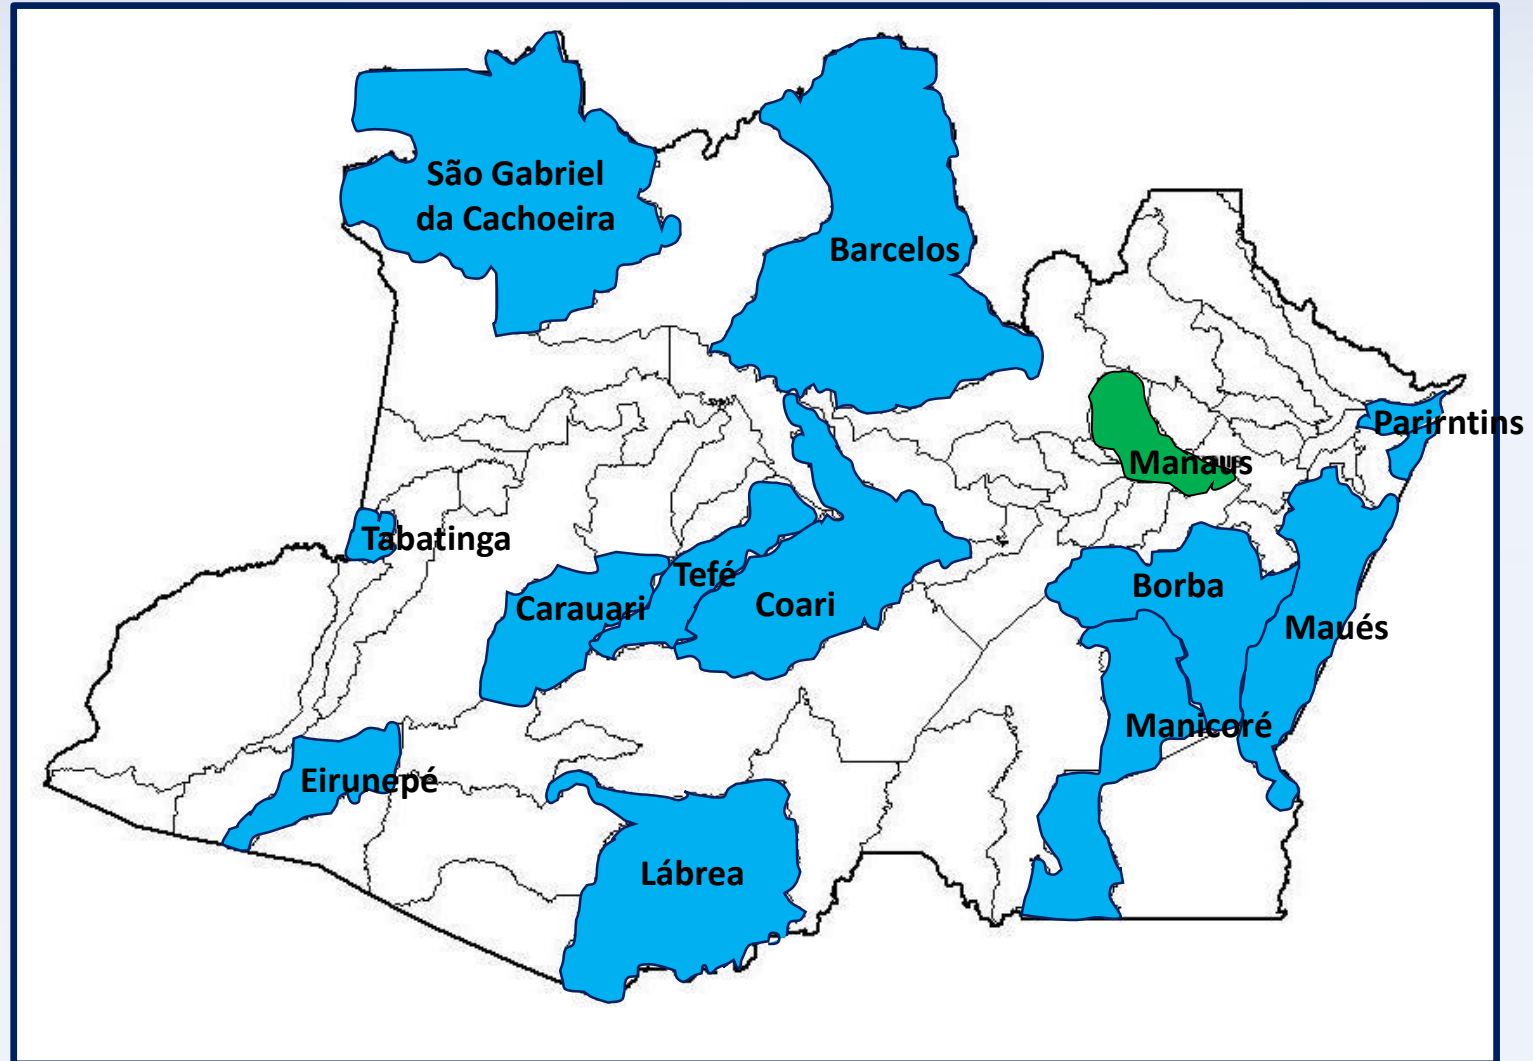 São Gabriel
da Cachoeira
Barcelos
Parirntins
Manaus
Tabatinga
Tefé
Borba
Carauari
Coari
Maués
Manicoré
Eirunepé
Lábrea